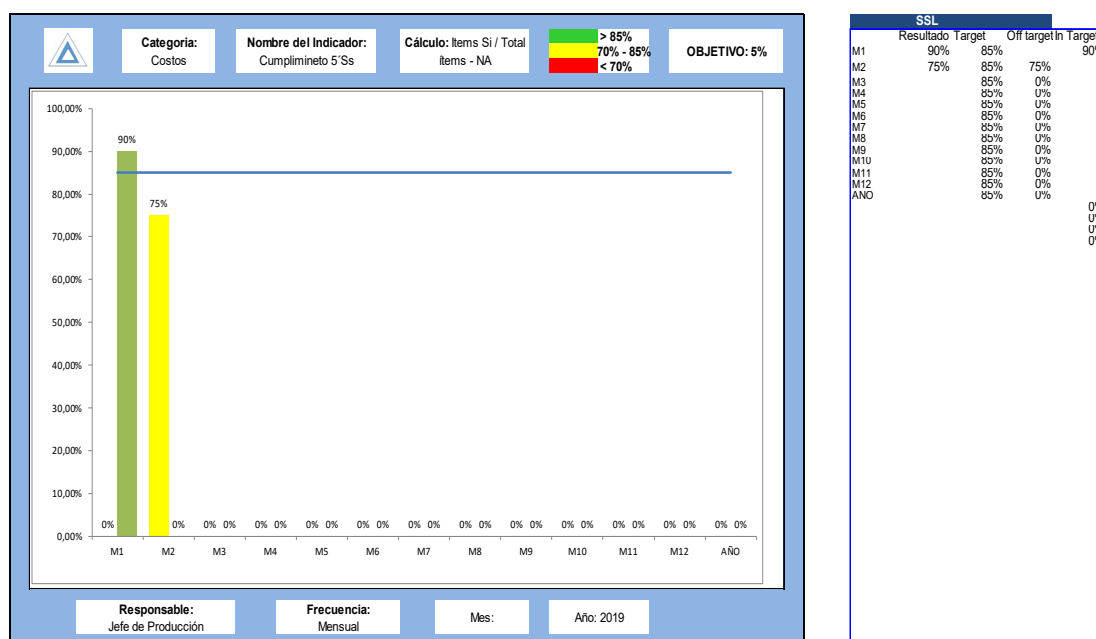 Categoria:
Costos
Nombre del Indicador:
Cumplimineto 5´Ss
Cálculo: Items Si / Total
ítems - NA
> 85%
70% - 85%
< 70%
OBJETIVO: 5%
100,00%
90,00%
80,00%
70,00%
60,00%
50,00%
40,00%
30,00%
20,00%
10,00%
0,00%
90%
75%
0% 0% 0% 0% 0% 0% 0% 0% 0% 0% 0% 0% 0% 0% 0% 0% 0% 0% 0% 0% 0% 0% 0% 0%
M1 M2 M3 M4 M5 M6 M7 M8 M9 M10 M11 M12 AÑO
Responsable:
Jefe de Producción
Frecuencia:
Mensual
Mes:
Año: 2019
SSL
Resultado Target Off target In Target
M1 90% 85% 90%
M2 75% 85% 75%
M3 85% 0%
M4 85% 0%
M5 85% 0%
M6 85% 0%
M7 85% 0%
M8 85% 0%
M9 85% 0%
M10 85% 0%
M11 85% 0%
M12 85% 0%
AÑO 85% 0%
0%
0%
0%
0%